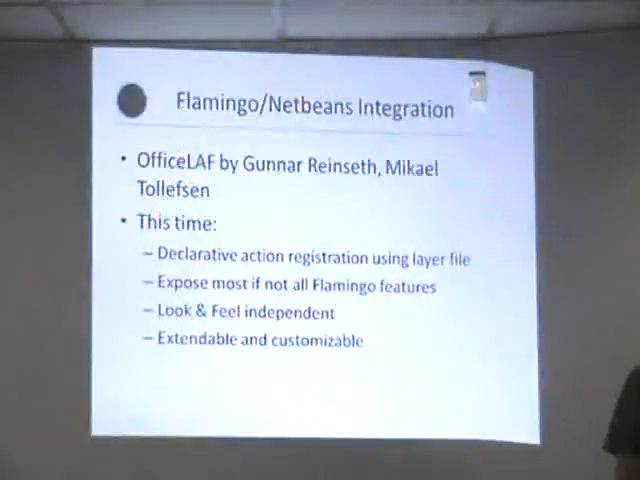 Flamingo/Netbeans Integration
• OfficeLAF by Gunnar Reinseth, Mikael
Tollefsen
• This time:
– Declarative action registration using layer file
– Expose most if not all Flamingo features
– Look & Feel independent
– Extendable and customizable